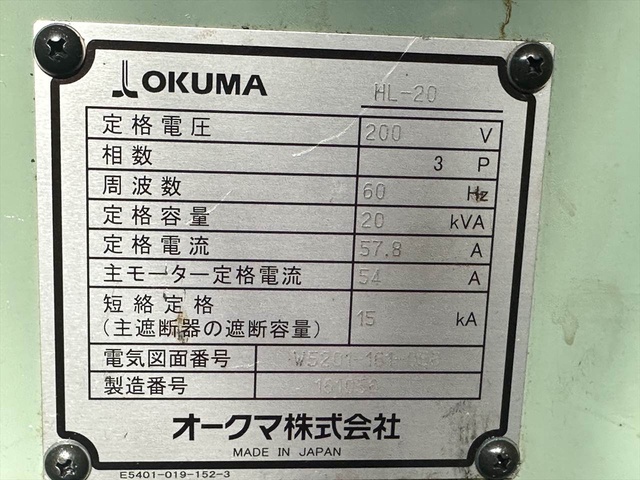 OKUMA HL-20
定格電圧 200 V
相数 3 P
周波数 60 Hz
定格容量 20 kVA
定格電流 57.8 A
主モーター定格電流 54 A
短絡定格
(主遮断器の遮断容量) 15 kA
電気図面番号
製造番号
オークマ株式会社
MADE IN JAPAN
E5401-019-152-3